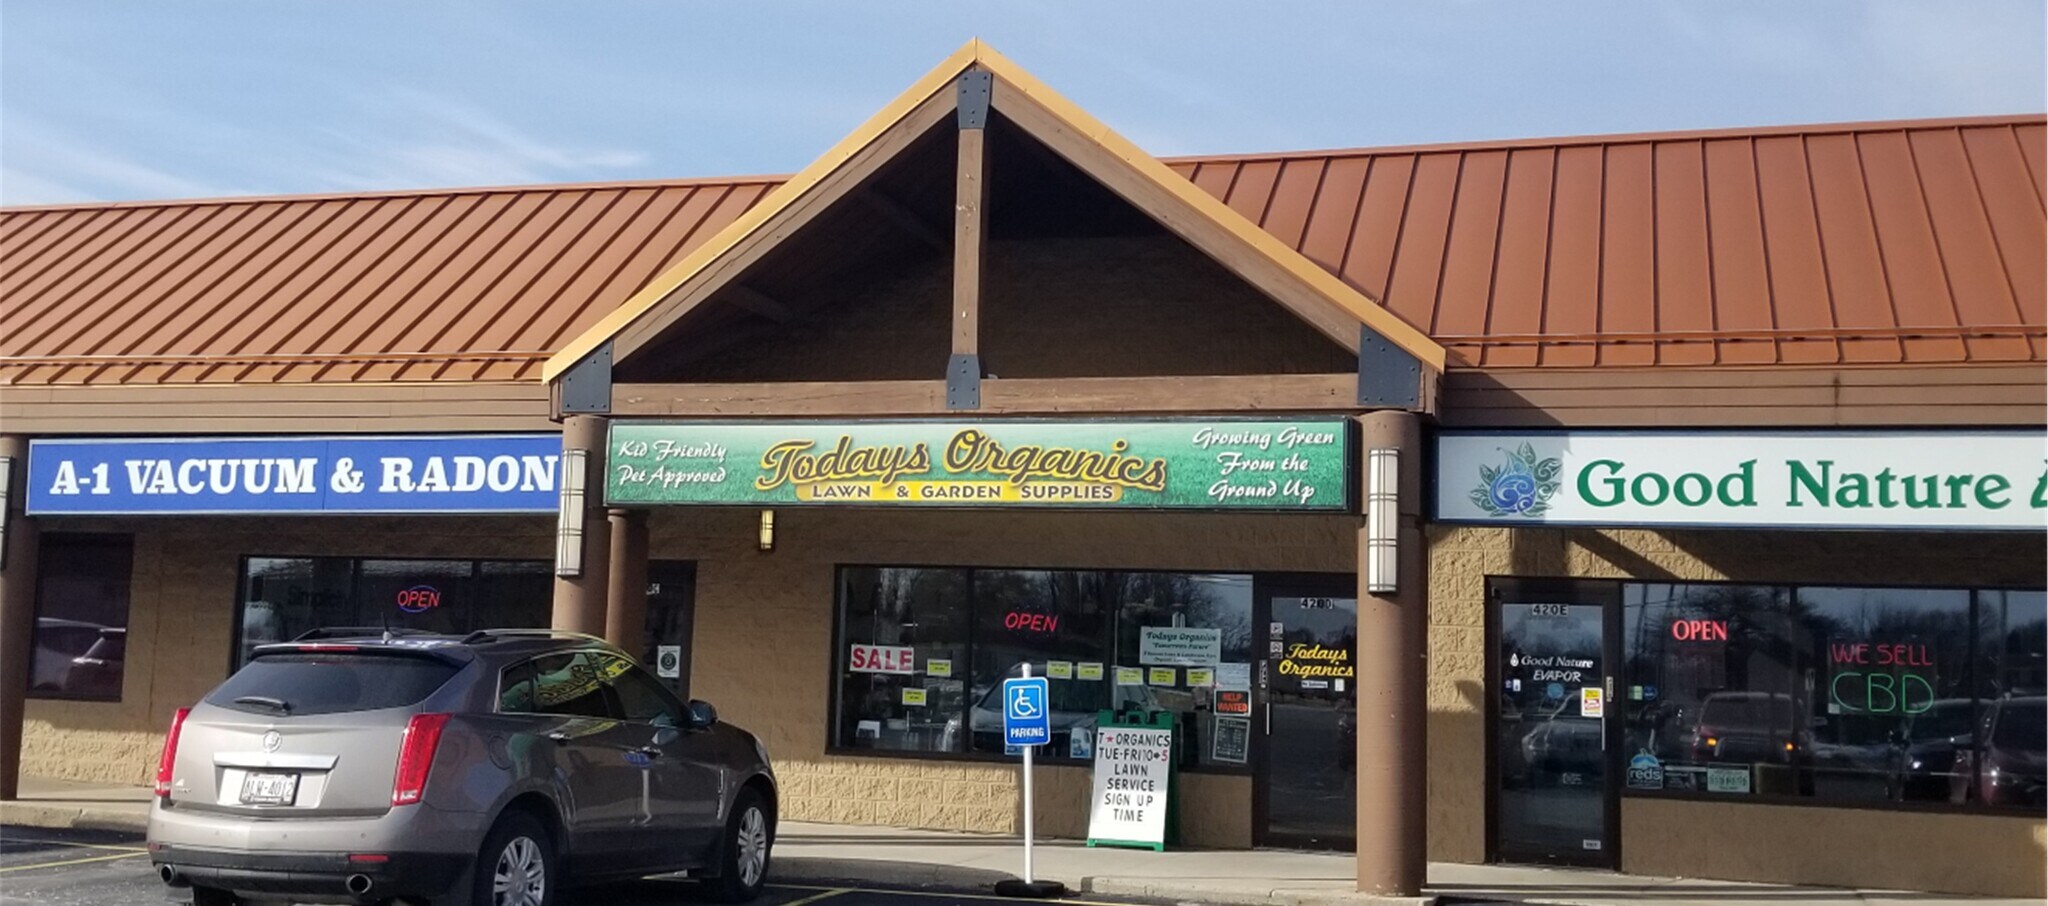 A-1 VACUUM & RADON
Kid Friendly
Pet Approved
Todays Organics
LAWN & GARDEN SUPPLIES
Growing Green
From the
Ground Up
Good Nature
OPEN
OPEN
SALE
Todays Organics
HELP
WANTED
420D
Todays
Organics
PARKING
T★ORGANICS
TUE-FRI
LAWN
SERVICE
SIGN UP
TIME
420E
Good Nature
EVAPOR
OPEN
WE SELL
CBD
reds